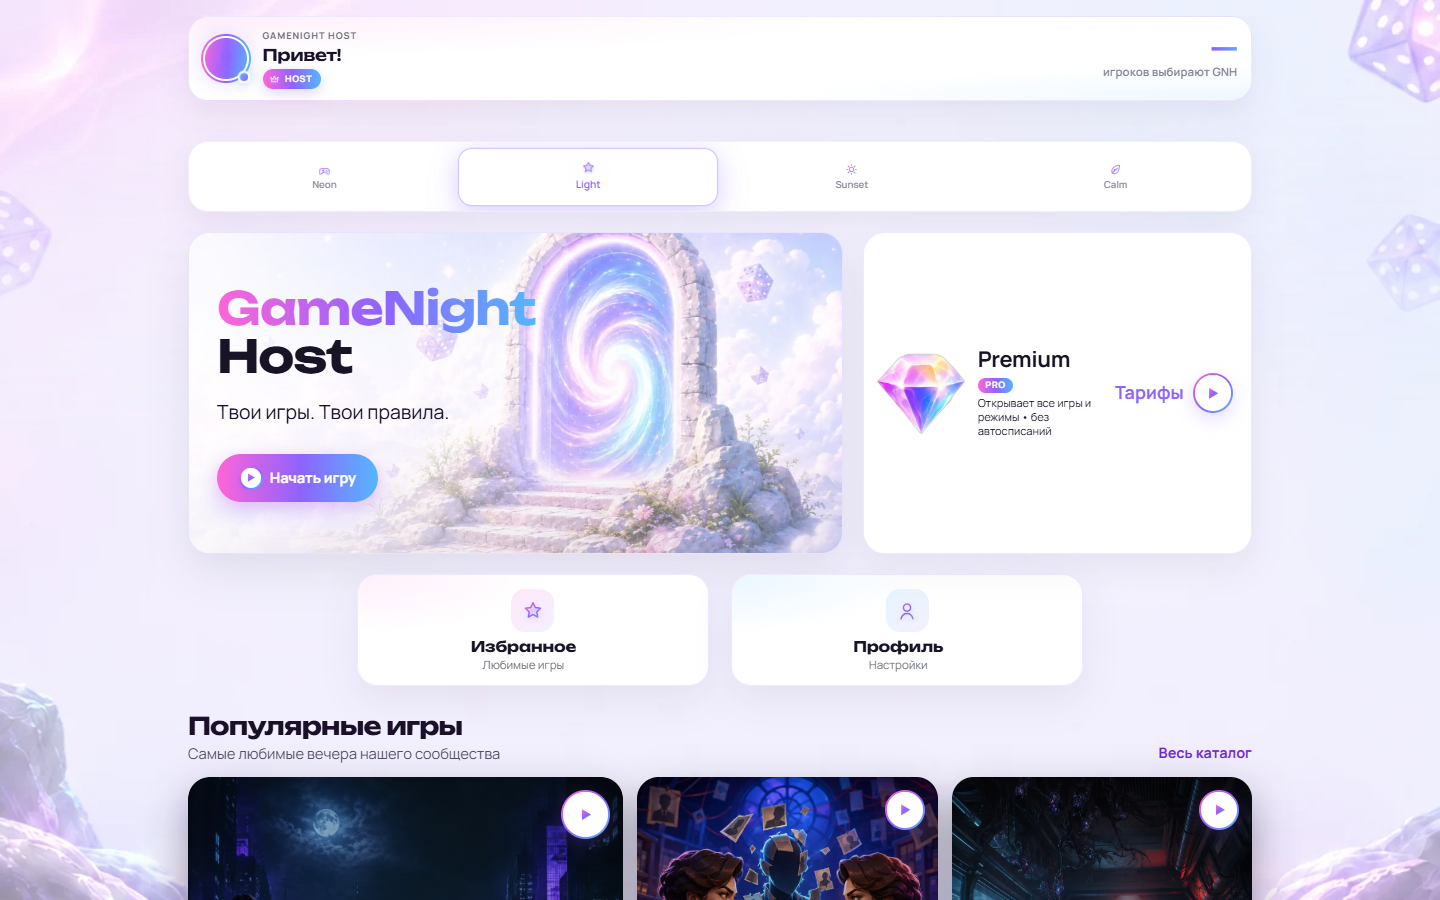 GAMENIGHT HOST
Привет!
HOST
игроков выбирают GNH
Neon
Light
Sunset
Calm
GameNight
Host
Твои игры. Твои правила.
Начать игру
Premium
PRO
Открывает все игры и
режимы • без
автосписаний
Тарифы
Избранное
Любимые игры
Профиль
Настройки
Популярные игры
Самые любимые вечера нашего сообщества
Весь каталог